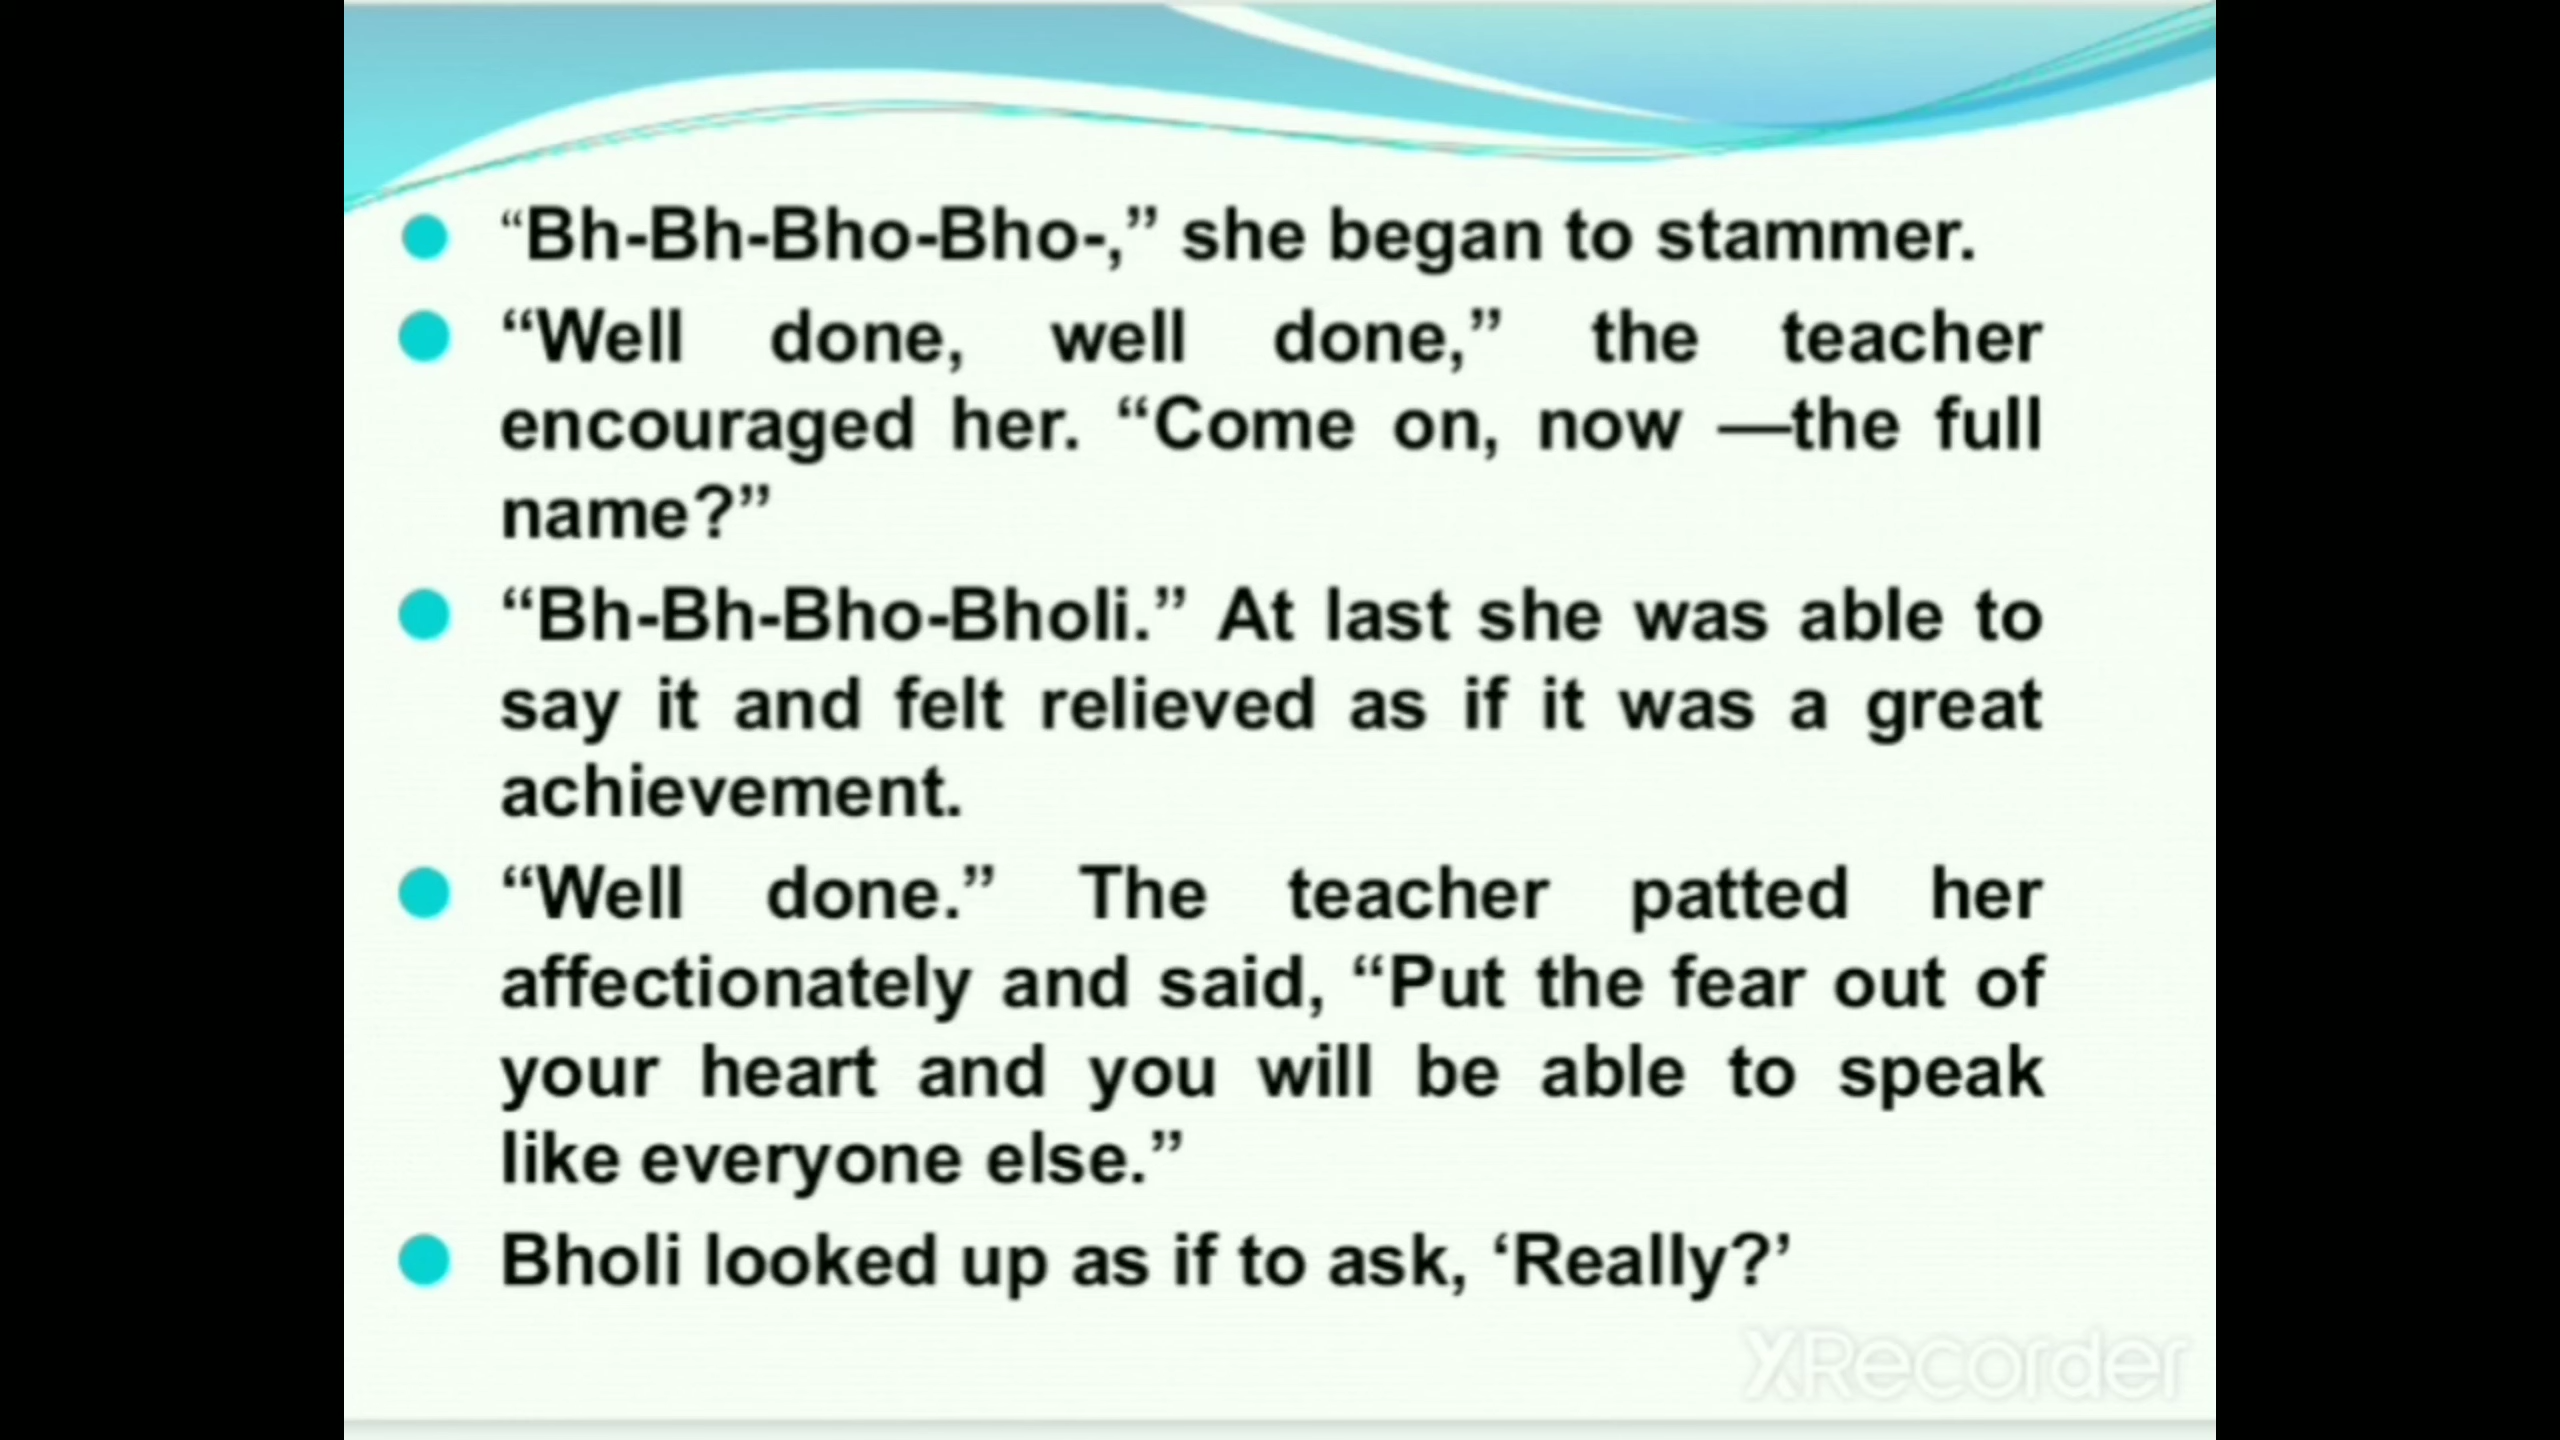 “Bh-Bh-Bho-Bho-,” she began to stammer.
“Well done, well done,” the teacher
encouraged her. “Come on, now —the full
name?”
“Bh-Bh-Bho-Bholi.” At last she was able to
say it and felt relieved as if it was a great
achievement.
“Well done.” The teacher patted her
affectionately and said, “Put the fear out of
your heart and you will be able to speak
like everyone else.”
Bholi looked up as if to ask, ‘Really?’
XRecorder